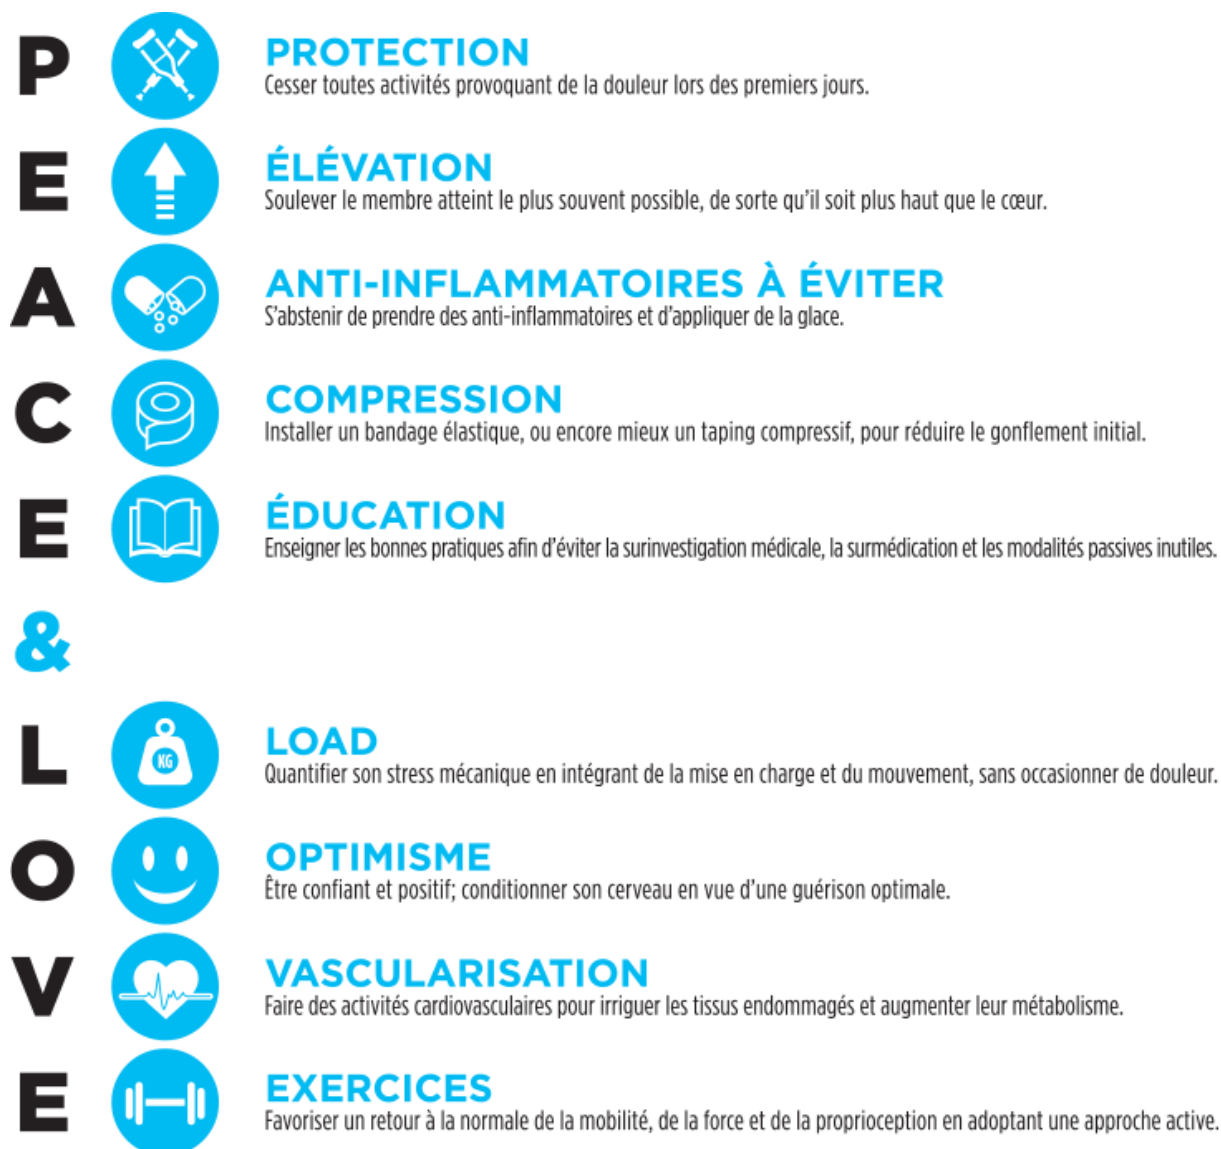 P
PROTECTION
Cesser toutes activités provoquant de la douleur lors des premiers jours.
E
ÉLÉVATION
Soulever le membre atteint le plus souvent possible, de sorte qu'il soit plus haut que le cœur.
A
ANTI-INFLAMMATOIRES À ÉVITER
S'abstenir de prendre des anti-inflammatoires et d'appliquer de la glace.
C
COMPRESSION
Installer un bandage élastique, ou encore mieux un taping compressif, pour réduire le gonflement initial.
E
ÉDUCATION
Enseigner les bonnes pratiques afin d'éviter la surinvestigation médicale, la surmédication et les modalités passives inutiles.
&
L
KG
LOAD
Quantifier son stress mécanique en intégrant de la mise en charge et du mouvement, sans occasionner de douleur.
O
OPTIMISME
Être confiant et positif; conditionner son cerveau en vue d'une guérison optimale.
V
VASCULARISATION
Faire des activités cardiovasculaires pour irriguer les tissus endommagés et augmenter leur métabolisme.
E
EXERCICES
Favoriser un retour à la normale de la mobilité, de la force et de la proprioception en adoptant une approche active.